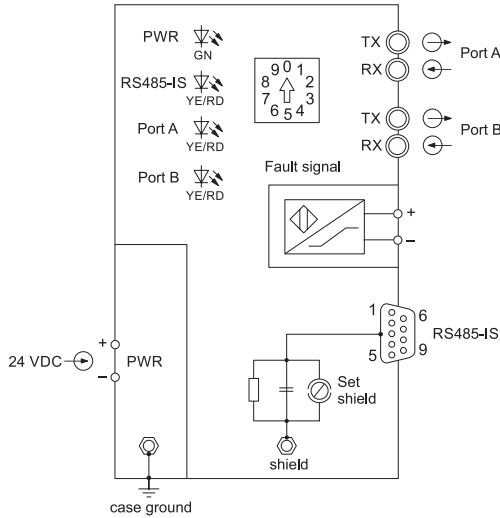 PWR
GN
RS485-IS
YE/RD
Port A
YE/RD
Port B
YE/RD
9 0 1
8 2
7 3
6 5 4
TX
RX
Port A
TX
RX
Port B
Fault signal
+
–
1
6
5
9
RS485-IS
24 VDC
+
–
PWR
Set
shield
shield
case ground